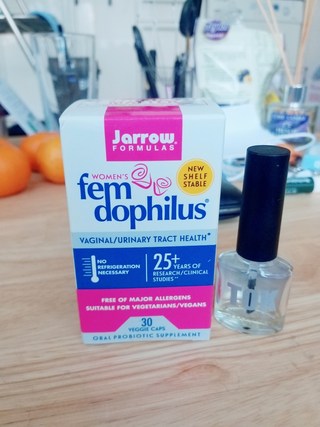 Jarrow
FORMULAS
WOMEN'S
fem
dophilus®
NEW
SHELF
STABLE
VAGINAL/URINARY TRACT HEALTH*
NO
REFRIGERATION
NECESSARY
25+ YEARS OF
RESEARCH/CLINICAL
STUDIES**
FREE OF MAJOR ALLERGENS
SUITABLE FOR VEGETARIANS/VEGANS
30
VEGGIE CAPS
ORAL PROBIOTIC SUPPLEMENT